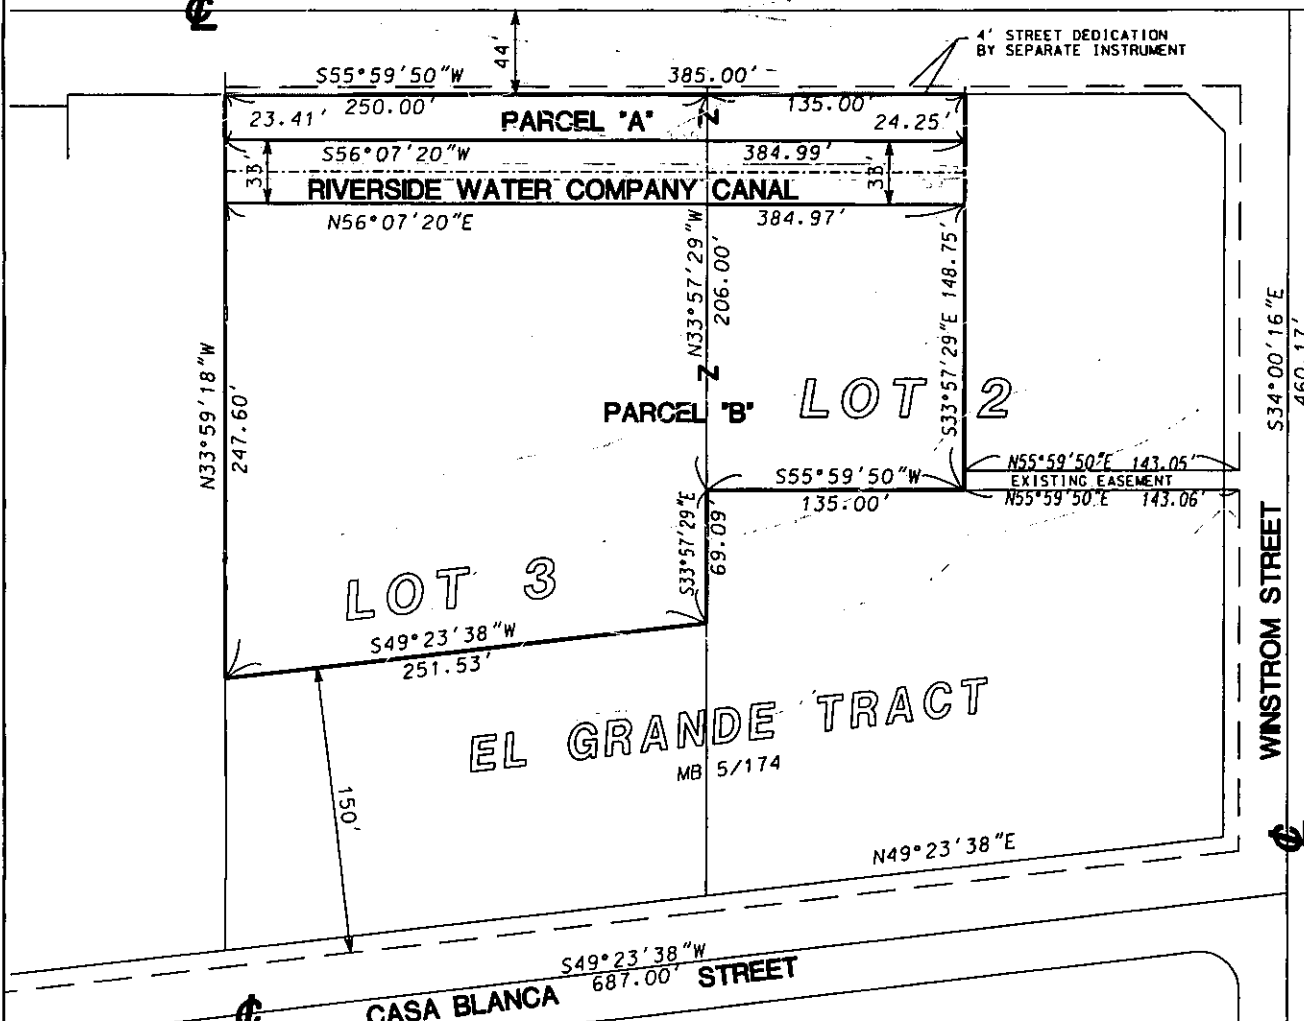 ℄
44'
4' STREET DEDICATION
BY SEPARATE INSTRUMENT
S55°59'50"W 385.00'
250.00' 135.00'
23.41' PARCEL "A" 24.25'
S56°07'20"W 384.99'
33' 33'
RIVERSIDE WATER COMPANY CANAL
N56°07'20"E 384.97'
N33°57'29"W
206.00'
S33°57'29"E 148.75'
S34°00'16"E
460.17'
N33°59'18"W
247.60'
PARCEL "B"
LOT 2
N55°59'50"E 143.05'
EXISTING EASEMENT
N55°59'50"E 143.06'
S55°59'50"W
135.00'
S33°57'29"E
69.09'
LOT 3
S49°23'38"W
251.53'
WINSTROM STREET
EL GRANDE TRACT
MB 5/174
150'
N49°23'38"E
℄
S49°23'38"W
687.00'
CASA BLANCA STREET
℄